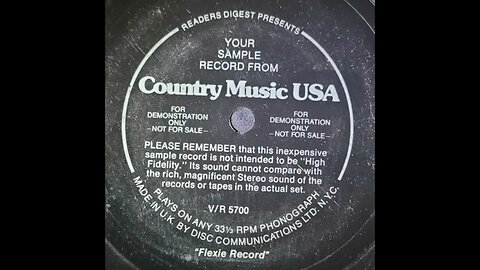 READERS DIGEST PRESENTS
YOUR
SAMPLE
RECORD FROM
Country Music USA
FOR
DEMONSTRATION
ONLY
-NOT FOR SALE-
FOR
DEMONSTRATION
ONLY
-NOT FOR SALE-
PLEASE REMEMBER that this inexpensive
sample record is not intended to be "High
Fidelity." Its sound cannot compare with
the rich, magnificent Stereo sound of the
records or tapes in the actual set.
V/R 5700
PLAYS ON ANY 33⅓ RPM PHONOGRAPH
MADE IN U.K. BY DISC COMMUNICATIONS LTD. N.Y.C.
"Flexie Record"